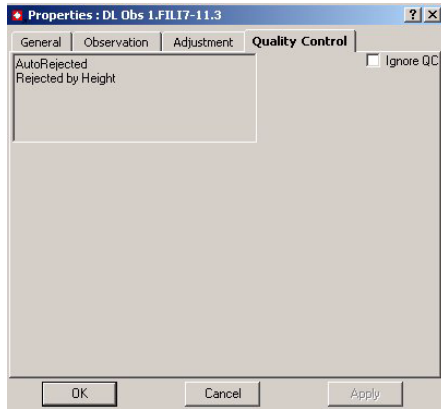 Properties : DL Obs 1.FILI7-11.3
General Observation Adjustment Quality Control
AutoRejected
Rejected by Height
Ignore QC
OK Cancel Apply